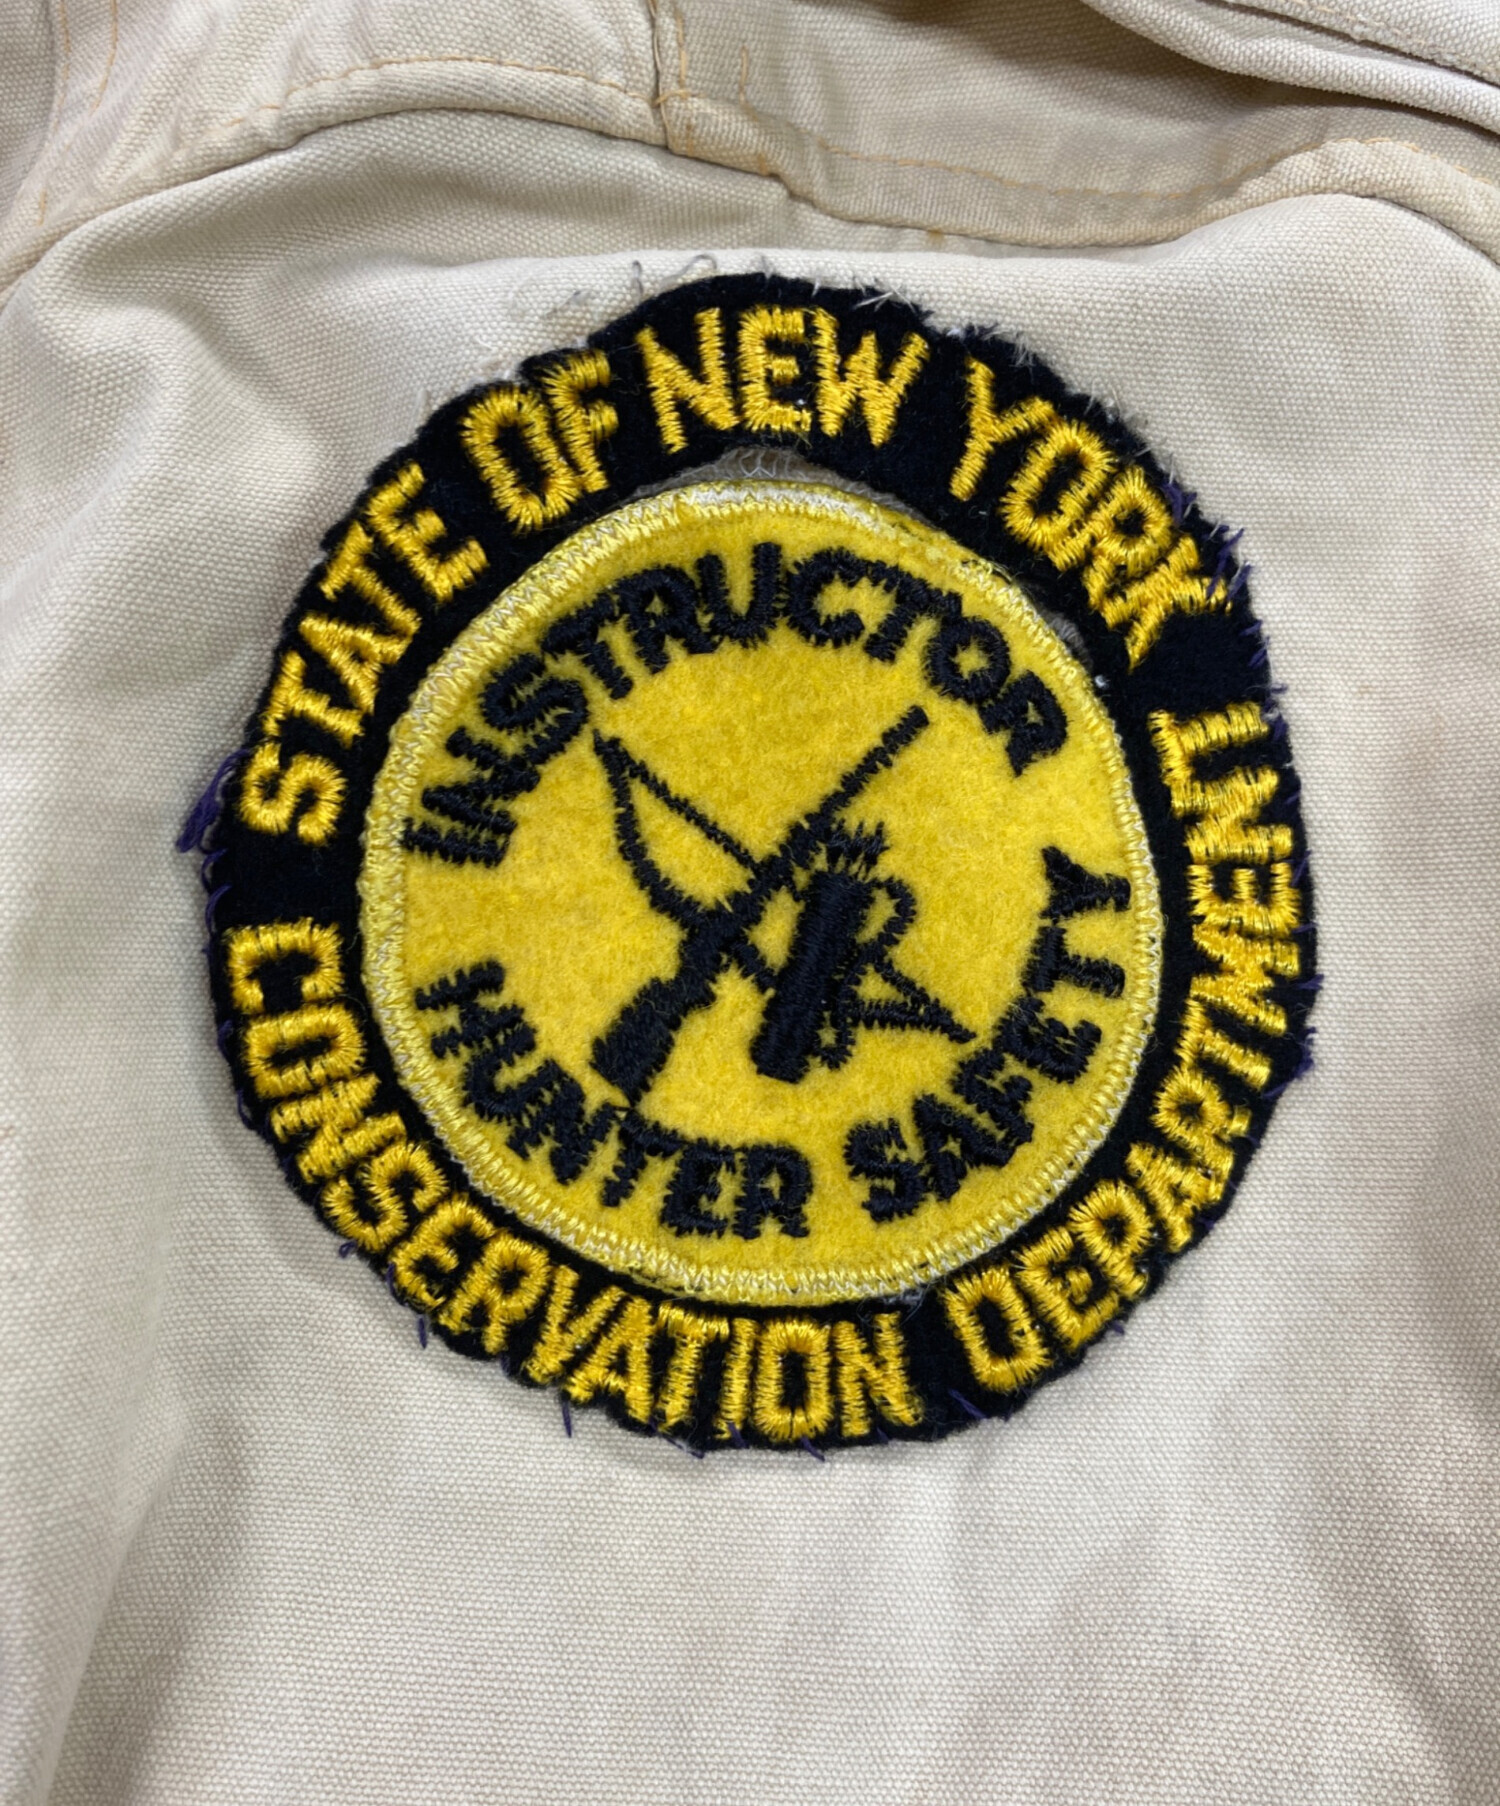 STATE OF NEW YORK
CONSERVATION DEPARTMENT
INSTRUCTOR
HUNTER SAFETY